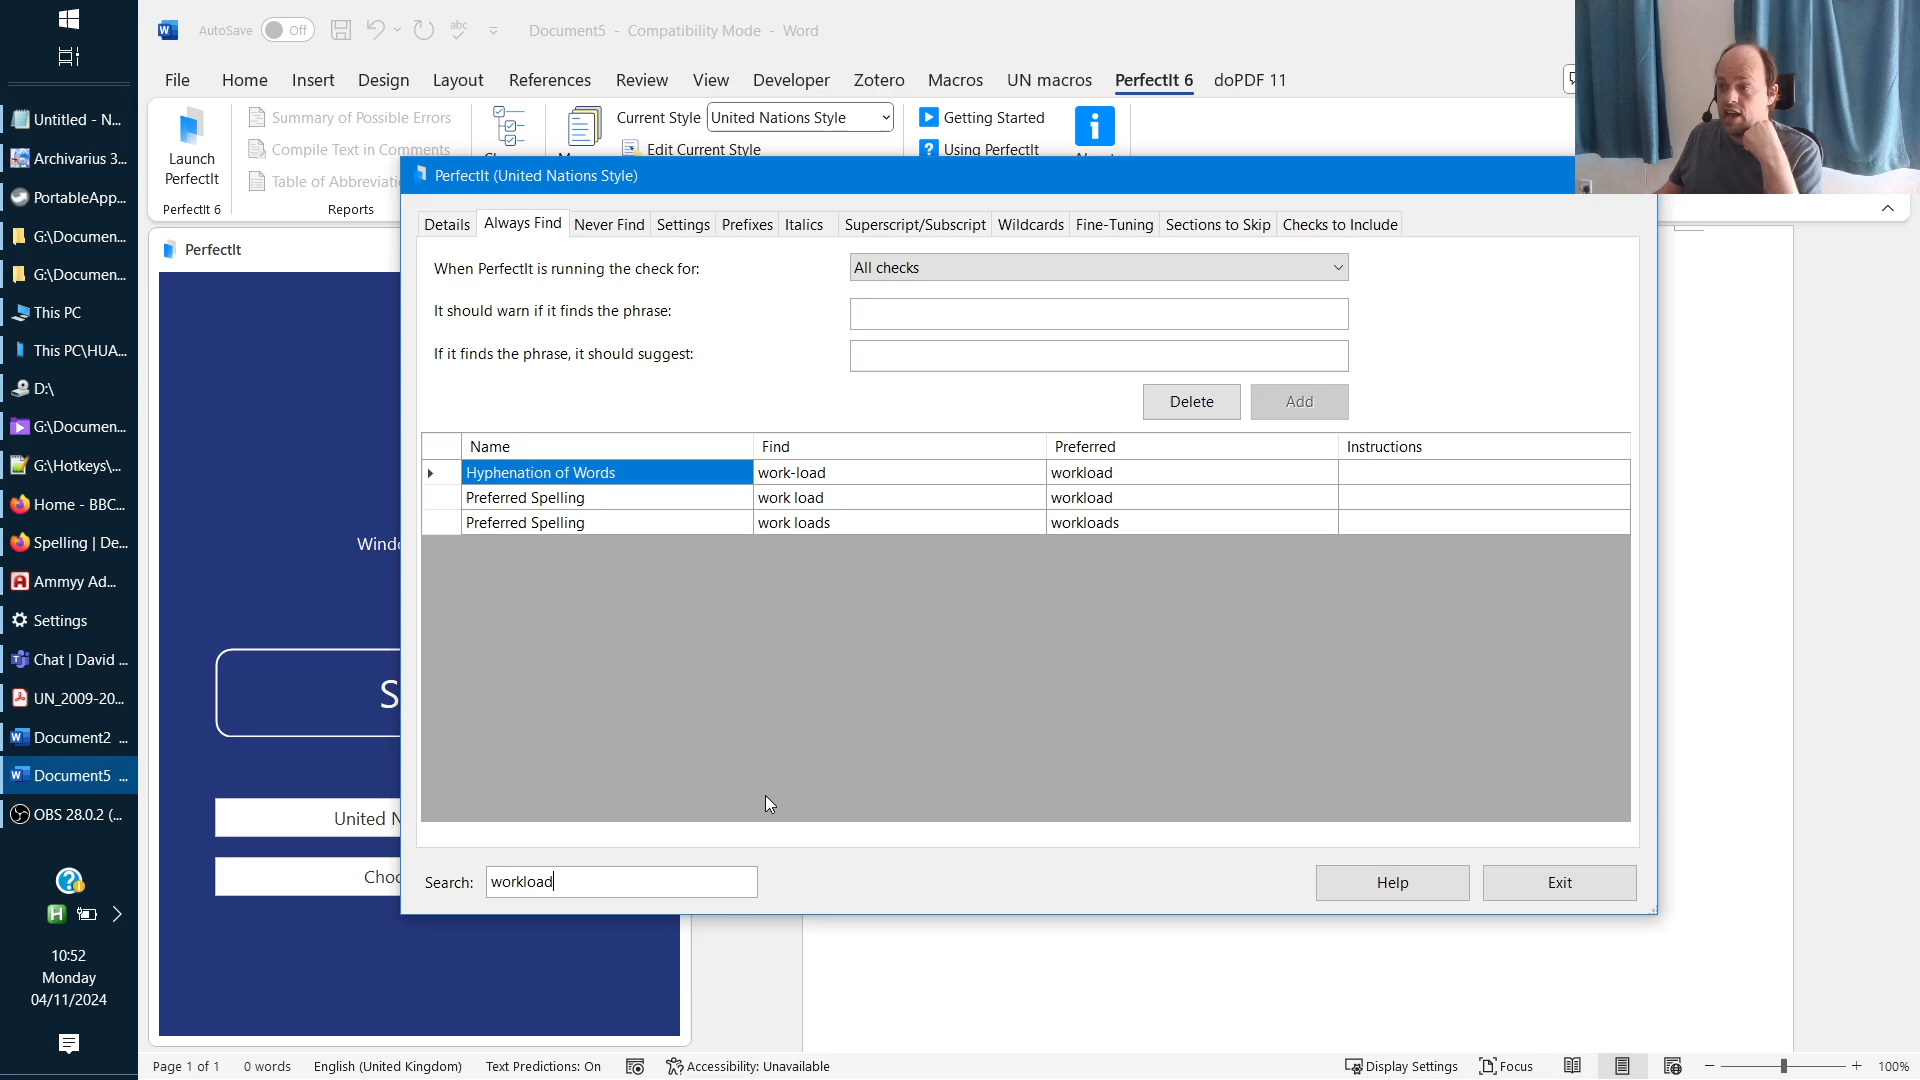 AutoSave Off Document5 - Compatibility Mode - Word
File Home Insert Design Layout References Review View Developer Zotero Macros UN macros PerfectIt 6 doPDF 11
Launch PerfectIt
PerfectIt 6
Summary of Possible Errors
Compile Text in Comments
Table of Abbreviati
Reports
Current Style United Nations Style
Edit Current Style
Getting Started
Using PerfectIt
Untitled - N...
Archivarius 3...
PortableApp...
G:\Documen...
G:\Documen...
This PC
This PC\HUA...
D:\
G:\Documen...
G:\Hotkeys\...
Home - BBC...
Spelling | De...
Ammyy Ad...
Settings
Chat | David ...
UN_2009-20...
Document2 ...
Document5 ...
OBS 28.0.2 (...
10:52
Monday
04/11/2024
PerfectIt
Windo
S
United N
Choo
PerfectIt (United Nations Style)
Details Always Find Never Find Settings Prefixes Italics Superscript/Subscript Wildcards Fine-Tuning Sections to Skip Checks to Include
When PerfectIt is running the check for: All checks
It should warn if it finds the phrase:
If it finds the phrase, it should suggest:
Delete Add
Name Find Preferred Instructions
Hyphenation of Words work-load workload
Preferred Spelling work load workload
Preferred Spelling work loads workloads
Search: workload Help Exit
Page 1 of 1 0 words English (United Kingdom) Text Predictions: On Accessibility: Unavailable Display Settings Focus 100%